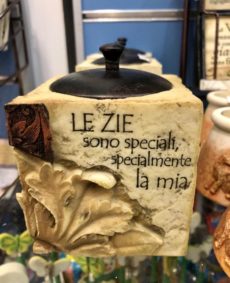 LE ZIE
sono speciali,
specialmente
la mia